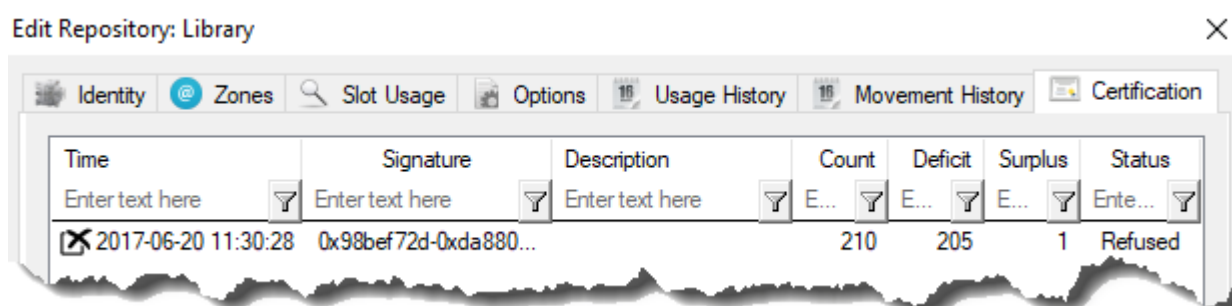 Edit Repository: Library
Identity Zones Slot Usage Options 16 Usage History 16 Movement History Certification
Time Signature Description Count Deficit Surplus Status
Enter text here Enter text here Enter text here E... E... E... Ente...
2017-06-20 11:30:28 0x98bef72d-0xda880... 210 205 1 Refused